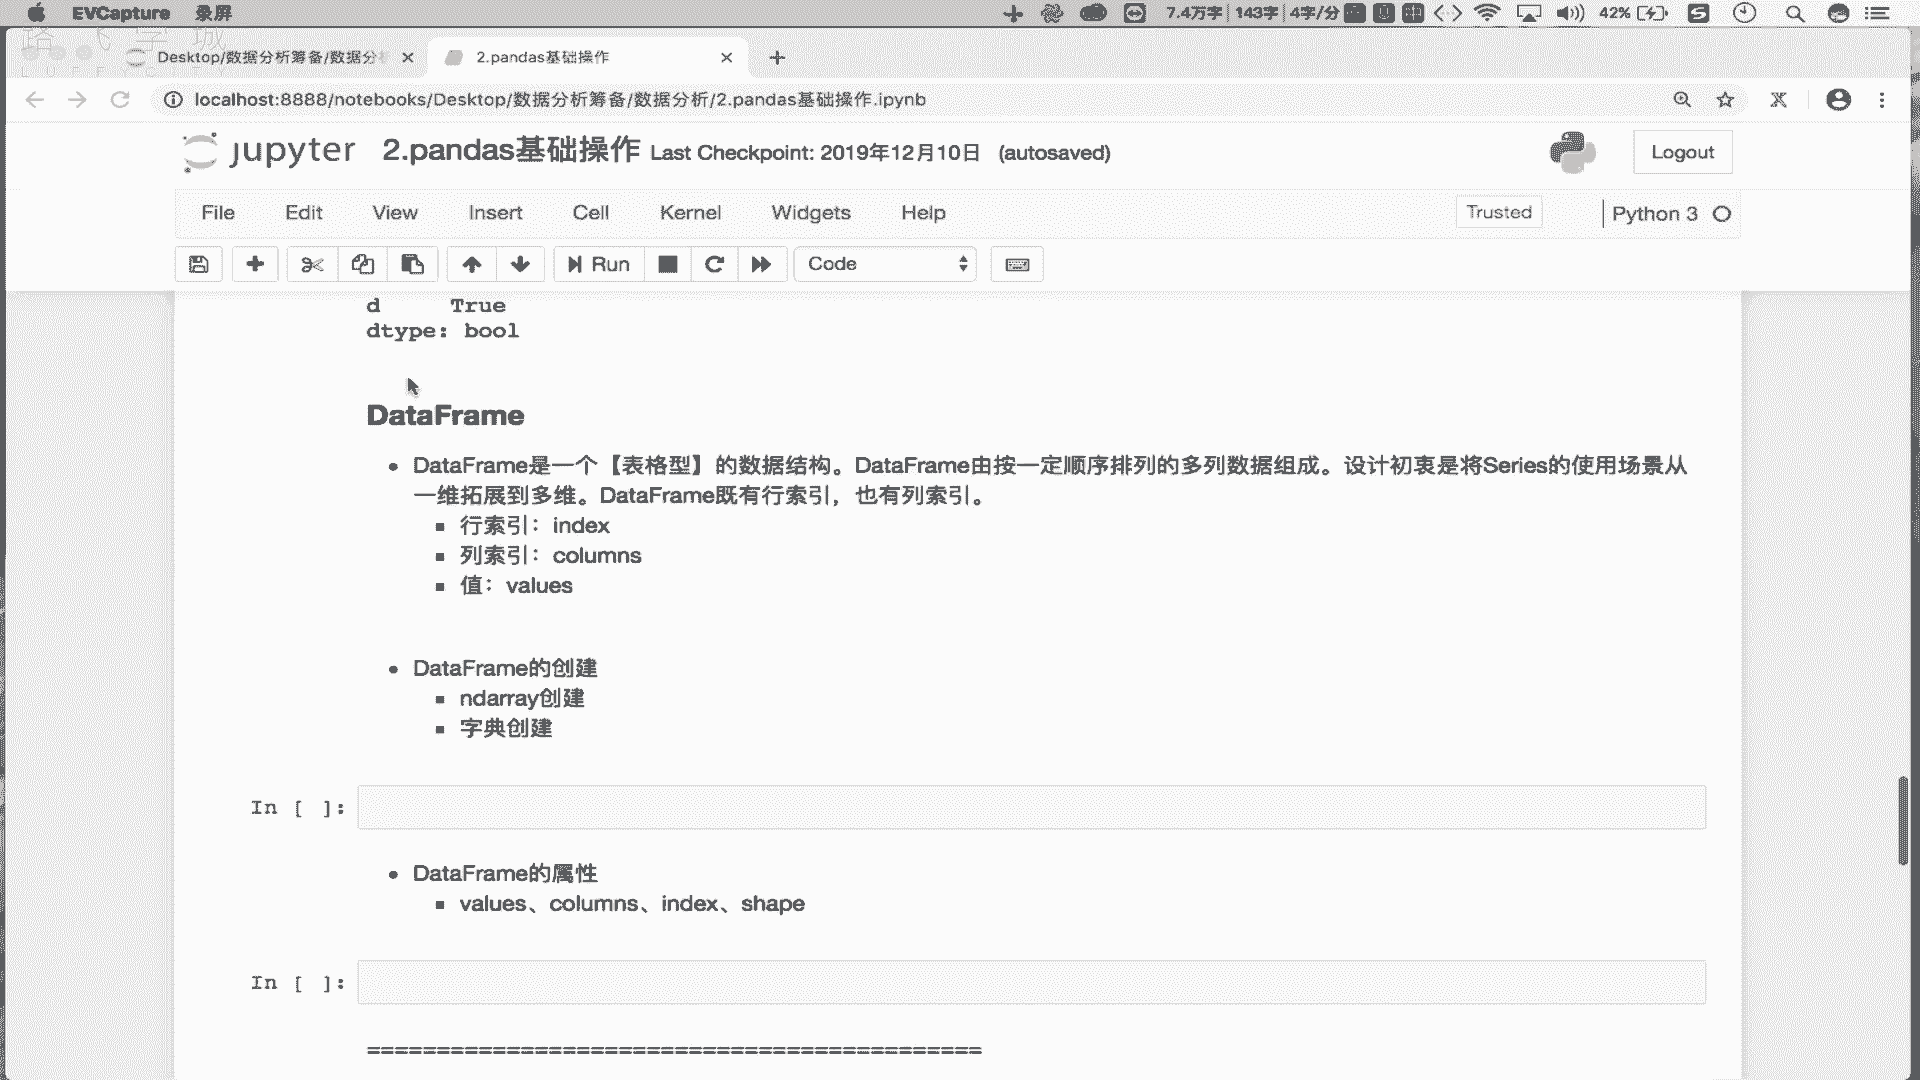 EVCapture 录屏 7.4万字 143字 4字/分 42%
Desktop/数据分析筹备/数据分析 2.pandas基础操作
localhost:8888/notebooks/Desktop/数据分析筹备/数据分析/2.pandas基础操作.ipynb
jupyter 2.pandas基础操作 Last Checkpoint: 2019年12月10日 (autosaved) Logout
File Edit View Insert Cell Kernel Widgets Help Trusted Python 3
Run Code
d True
dtype: bool
DataFrame
DataFrame是一个【表格型】的数据结构。DataFrame由按一定顺序排列的多列数据组成。设计初衷是将Series的使用场景从
一维拓展到多维。DataFrame既有行索引，也有列索引。
行索引：index
列索引：columns
值：values
DataFrame的创建
ndarray创建
字典创建
In [ ]:
DataFrame的属性
values、columns、index、shape
In [ ]:
============================================